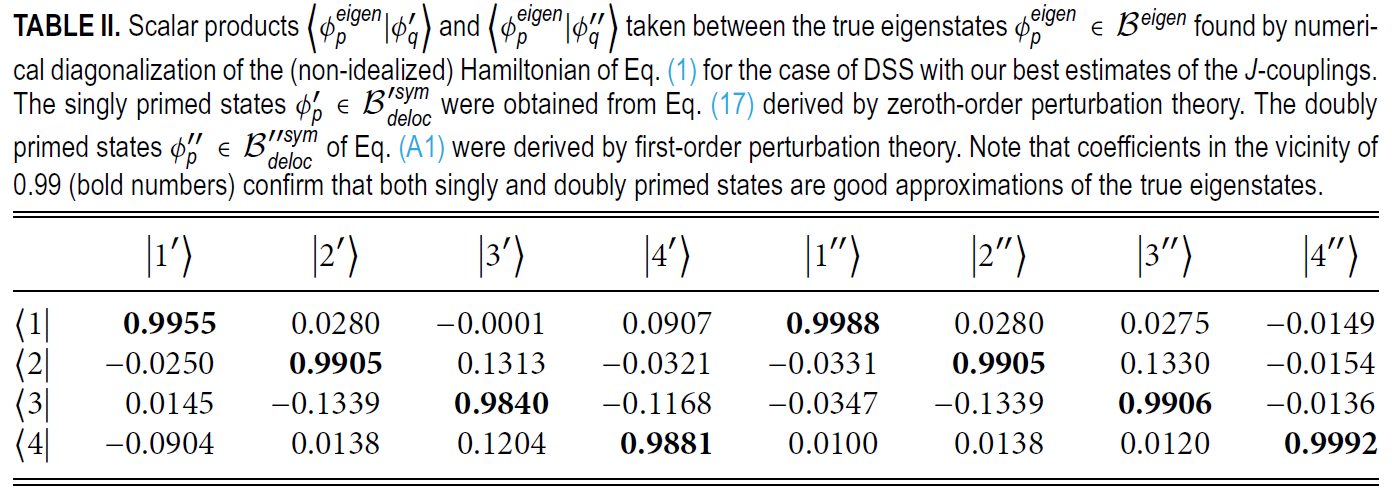 TABLE II. Scalar products ⟨ϕ_p^{eigen}|ϕ′_q⟩ and ⟨ϕ_p^{eigen}|ϕ″_q⟩ taken between the true eigenstates ϕ_p^{eigen} ∈ 𝓑^{eigen} found by numeri-
cal diagonalization of the (non-idealized) Hamiltonian of Eq. (1) for the case of DSS with our best estimates of the J-couplings.
The singly primed states ϕ′_p ∈ 𝓑′^{sym}_{deloc} were obtained from Eq. (17) derived by zeroth-order perturbation theory. The doubly
primed states ϕ″_p ∈ 𝓑″^{sym}_{deloc} of Eq. (A1) were derived by first-order perturbation theory. Note that coefficients in the vicinity of
0.99 (bold numbers) confirm that both singly and doubly primed states are good approximations of the true eigenstates.
|1′⟩ |2′⟩ |3′⟩ |4′⟩ |1″⟩ |2″⟩ |3″⟩ |4″⟩
⟨1| 0.9955 0.0280 −0.0001 0.0907 0.9988 0.0280 0.0275 −0.0149
⟨2| −0.0250 0.9905 0.1313 −0.0321 −0.0331 0.9905 0.1330 −0.0154
⟨3| 0.0145 −0.1339 0.9840 −0.1168 −0.0347 −0.1339 0.9906 −0.0136
⟨4| −0.0904 0.0138 0.1204 0.9881 0.0100 0.0138 0.0120 0.9992